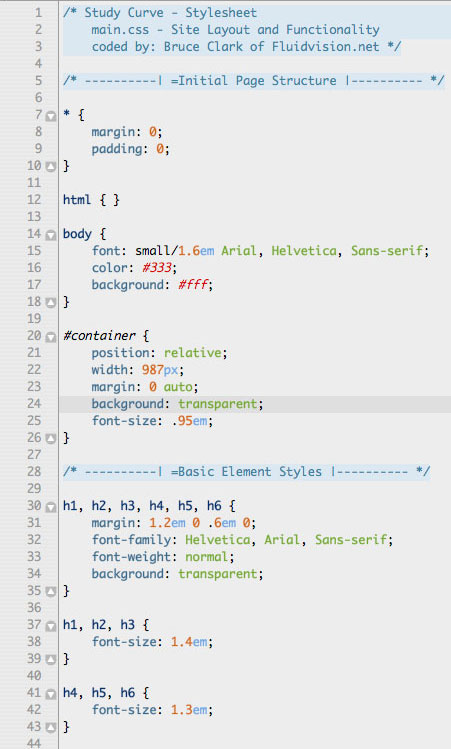 1 /* Study Curve - Stylesheet
2     main.css - Site Layout and Functionality
3     coded by: Bruce Clark of Fluidvision.net */
4
5 /* ----------| =Initial Page Structure |---------- */
6
7 * {
8     margin: 0;
9     padding: 0;
10 }
11
12 html { }
13
14 body {
15     font: small/1.6em Arial, Helvetica, Sans-serif;
16     color: #333;
17     background: #fff;
18 }
19
20 #container {
21     position: relative;
22     width: 987px;
23     margin: 0 auto;
24     background: transparent;
25     font-size: .95em;
26 }
27
28 /* ----------| =Basic Element Styles |---------- */
29
30 h1, h2, h3, h4, h5, h6 {
31     margin: 1.2em 0 .6em 0;
32     font-family: Helvetica, Arial, Sans-serif;
33     font-weight: normal;
34     background: transparent;
35 }
36
37 h1, h2, h3 {
38     font-size: 1.4em;
39 }
40
41 h4, h5, h6 {
42     font-size: 1.3em;
43 }
44